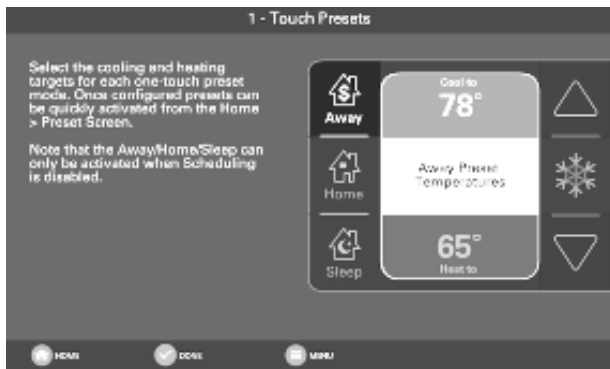 1 - Touch Presets
Select the cooling and heating
targets for each one-touch preset
mode. Once configured presets can
be quickly activated from the Home
> Preset Screen.
Note that the Away/Home/Sleep can
only be activated when Scheduling
is disabled.
Away
Home
Sleep
Cool to
78°
Away Preset
Temperatures
65°
Heat to
HOME
DONE
MENU